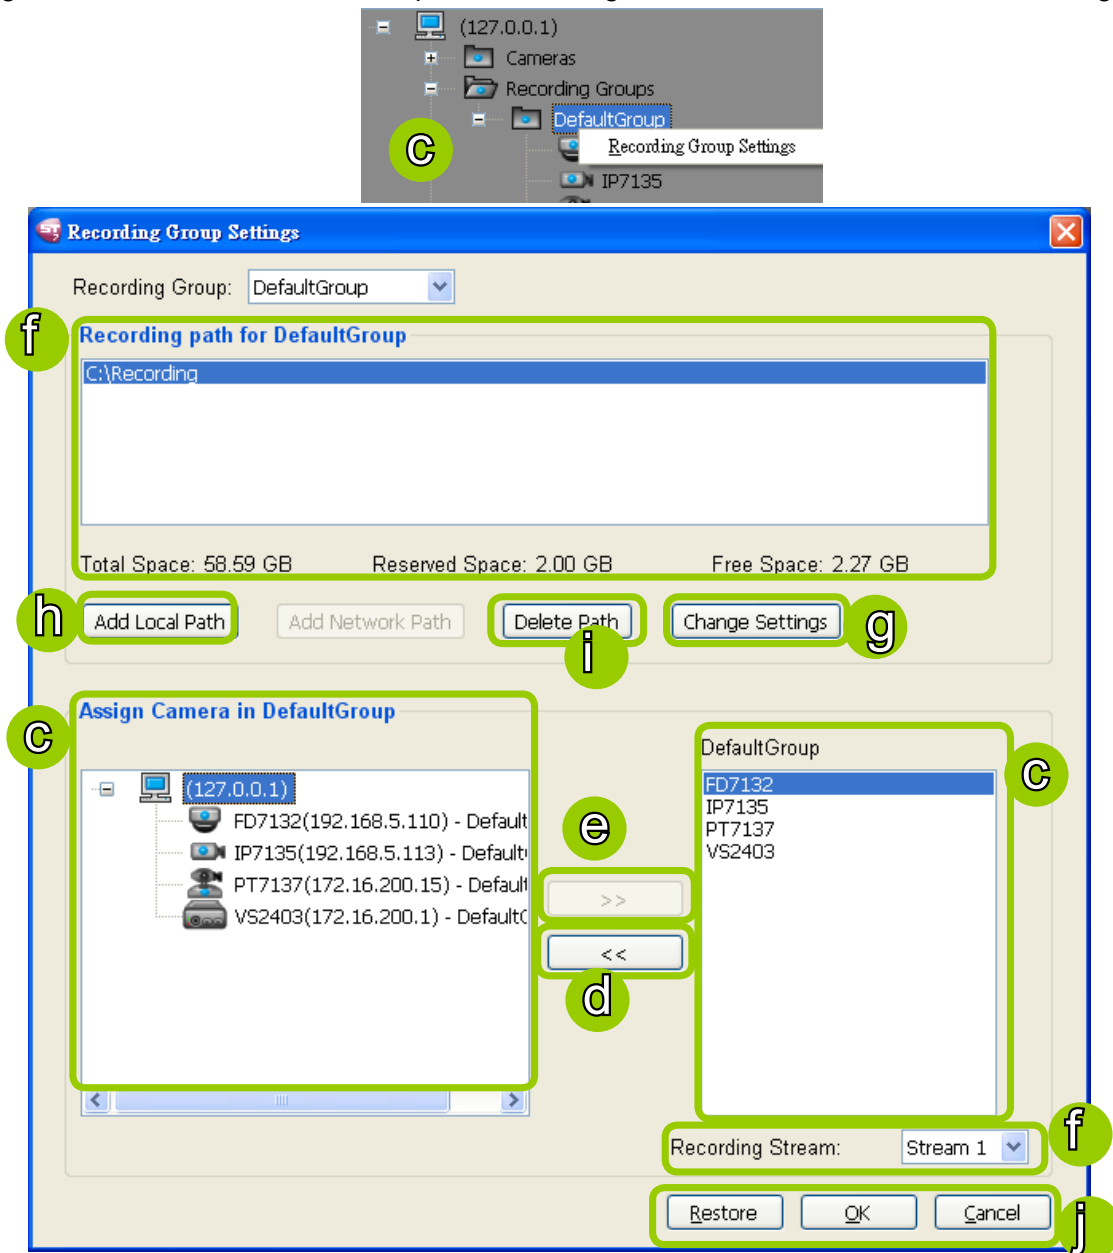 (127.0.0.1)
Cameras
Recording Groups
DefaultGroup
c
Recording Group Settings
IP7135
Recording Group Settings
Recording Group: DefaultGroup
f
Recording path for DefaultGroup
C:\Recording
Total Space: 58.59 GB Reserved Space: 2.00 GB Free Space: 2.27 GB
h Add Local Path Add Network Path Delete Path Change Settings g
i
Assign Camera in DefaultGroup
c
DefaultGroup
c
(127.0.0.1)
FD7132(192.168.5.110) - Default
IP7135(192.168.5.113) - Default
PT7137(172.16.200.15) - Default
VS2403(172.16.200.1) - Default
e
>>
<<
d
FD7132
IP7135
PT7137
VS2403
Recording Stream: Stream 1
f
Restore OK Cancel
j